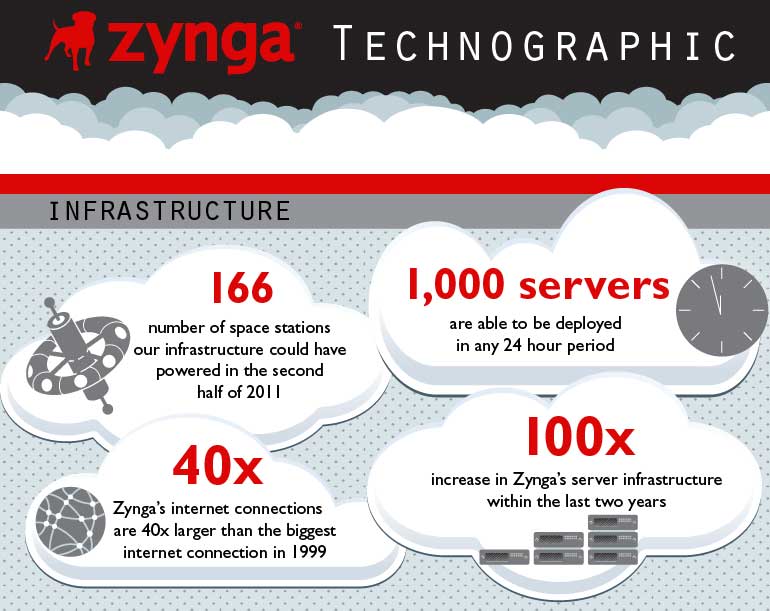 zynga® TECHNOGRAPHIC
INFRASTRUCTURE
166
number of space stations
our infrastructure could have
powered in the second
half of 2011
1,000 servers
are able to be deployed
in any 24 hour period
40x
Zynga's internet connections
are 40x larger than the biggest
internet connection in 1999
100x
increase in Zynga's server infrastructure
within the last two years